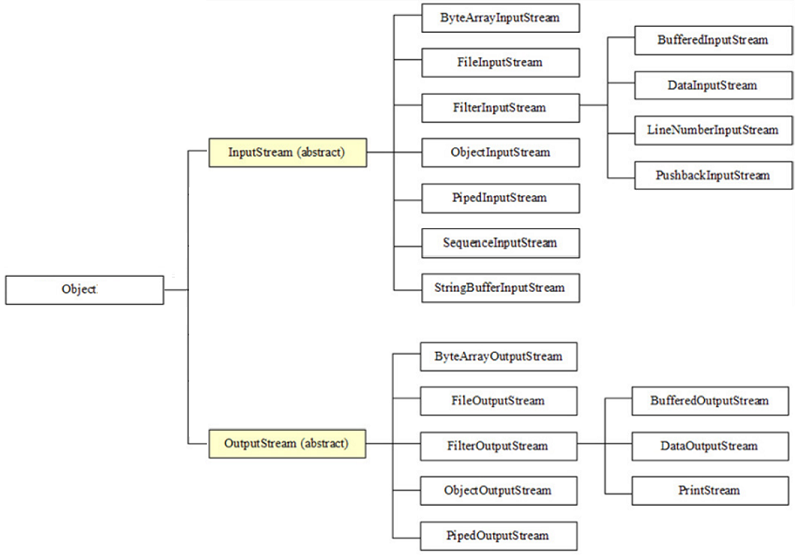 ByteArrayInputStream
BufferedInputStream
FileInputStream
DataInputStream
FilterInputStream
LineNumberInputStream
InputStream (abstract)
ObjectInputStream
PushbackInputStream
PipedInputStream
SequenceInputStream
Object
StringBufferInputStream
ByteArrayOutputStream
FileOutputStream
BufferedOutputStream
OutputStream (abstract)
FilterOutputStream
DataOutputStream
ObjectOutputStream
PrintStream
PipedOutputStream